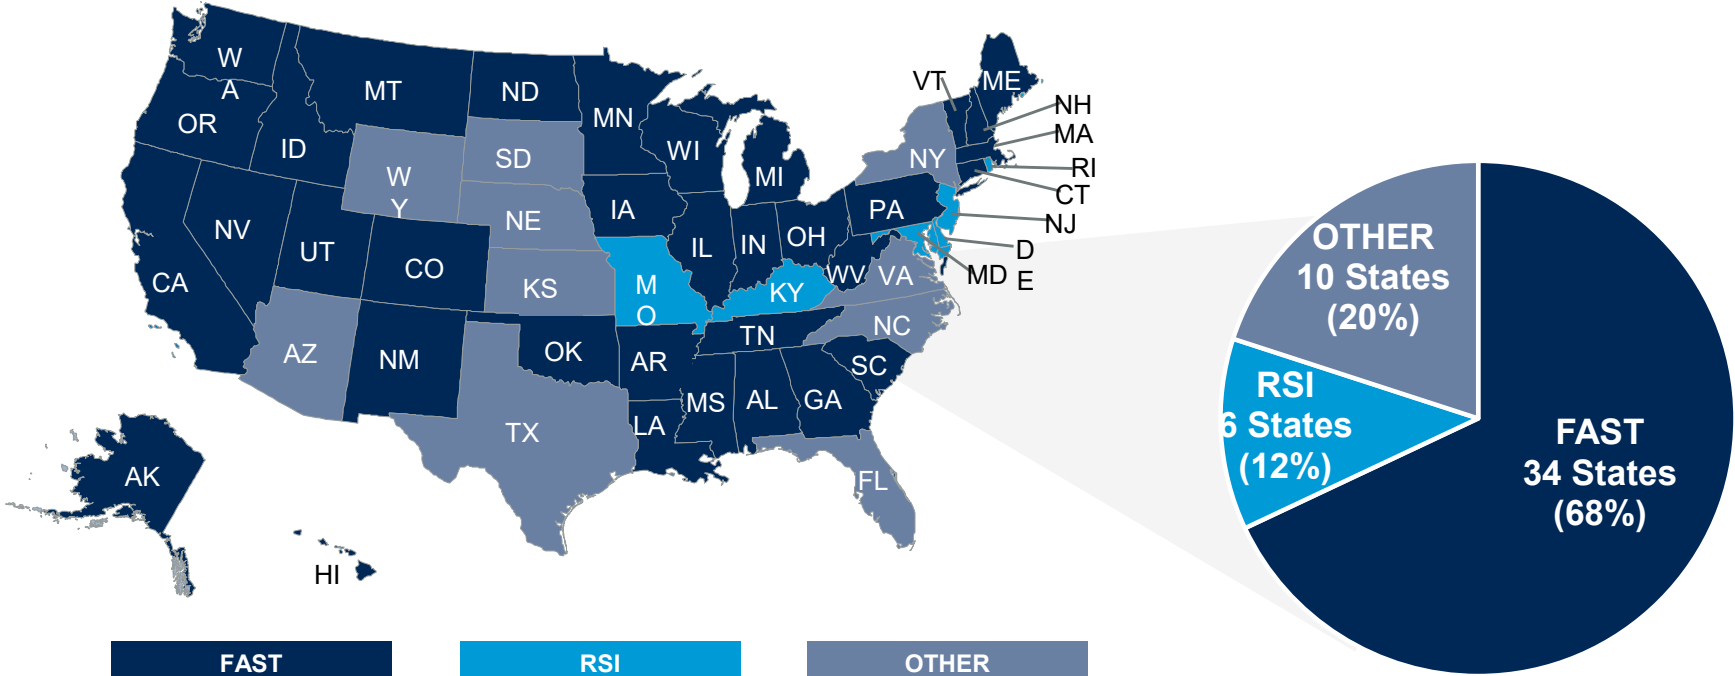 W
A
MT
ND
OR
ID
MN
WI
MI
VT
ME
NH
MA
RI
CT
NJ
D
E
MD
NY
W
Y
SD
NE
IA
PA
NV
UT
CO
KS
IL
IN
OH
WV
VA
CA
M
O
KY
AZ
NM
OK
AR
TN
NC
SC
MS
AL
GA
TX
LA
FL
AK
HI
OTHER
10 States
(20%)
RSI
6 States
(12%)
FAST
34 States
(68%)
FAST
RSI
OTHER